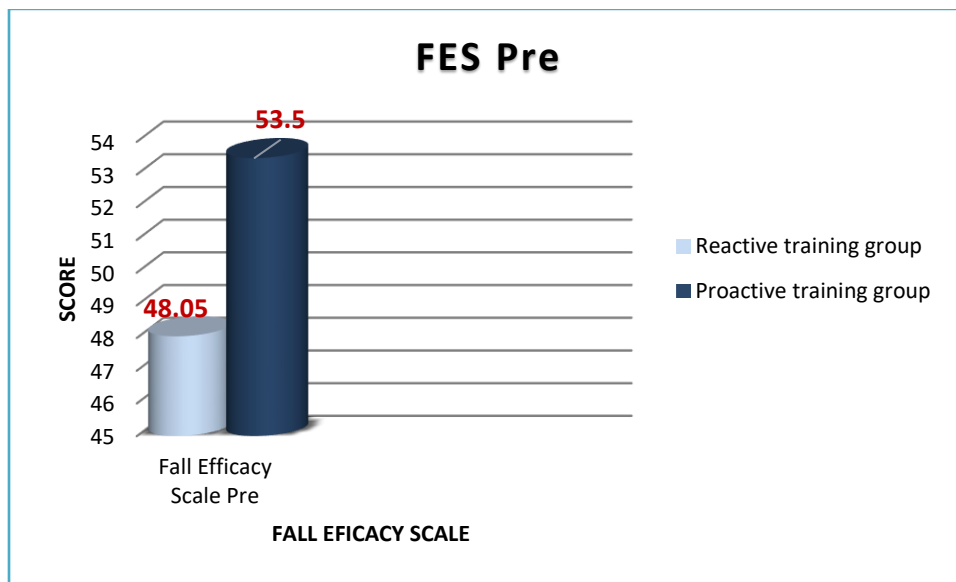 FES Pre
53.5
54
53
52
51
50
49
48
47
46
45
48.05
SCORE
Reactive training group
Proactive training group
Fall Efficacy
Scale Pre
FALL EFICACY SCALE